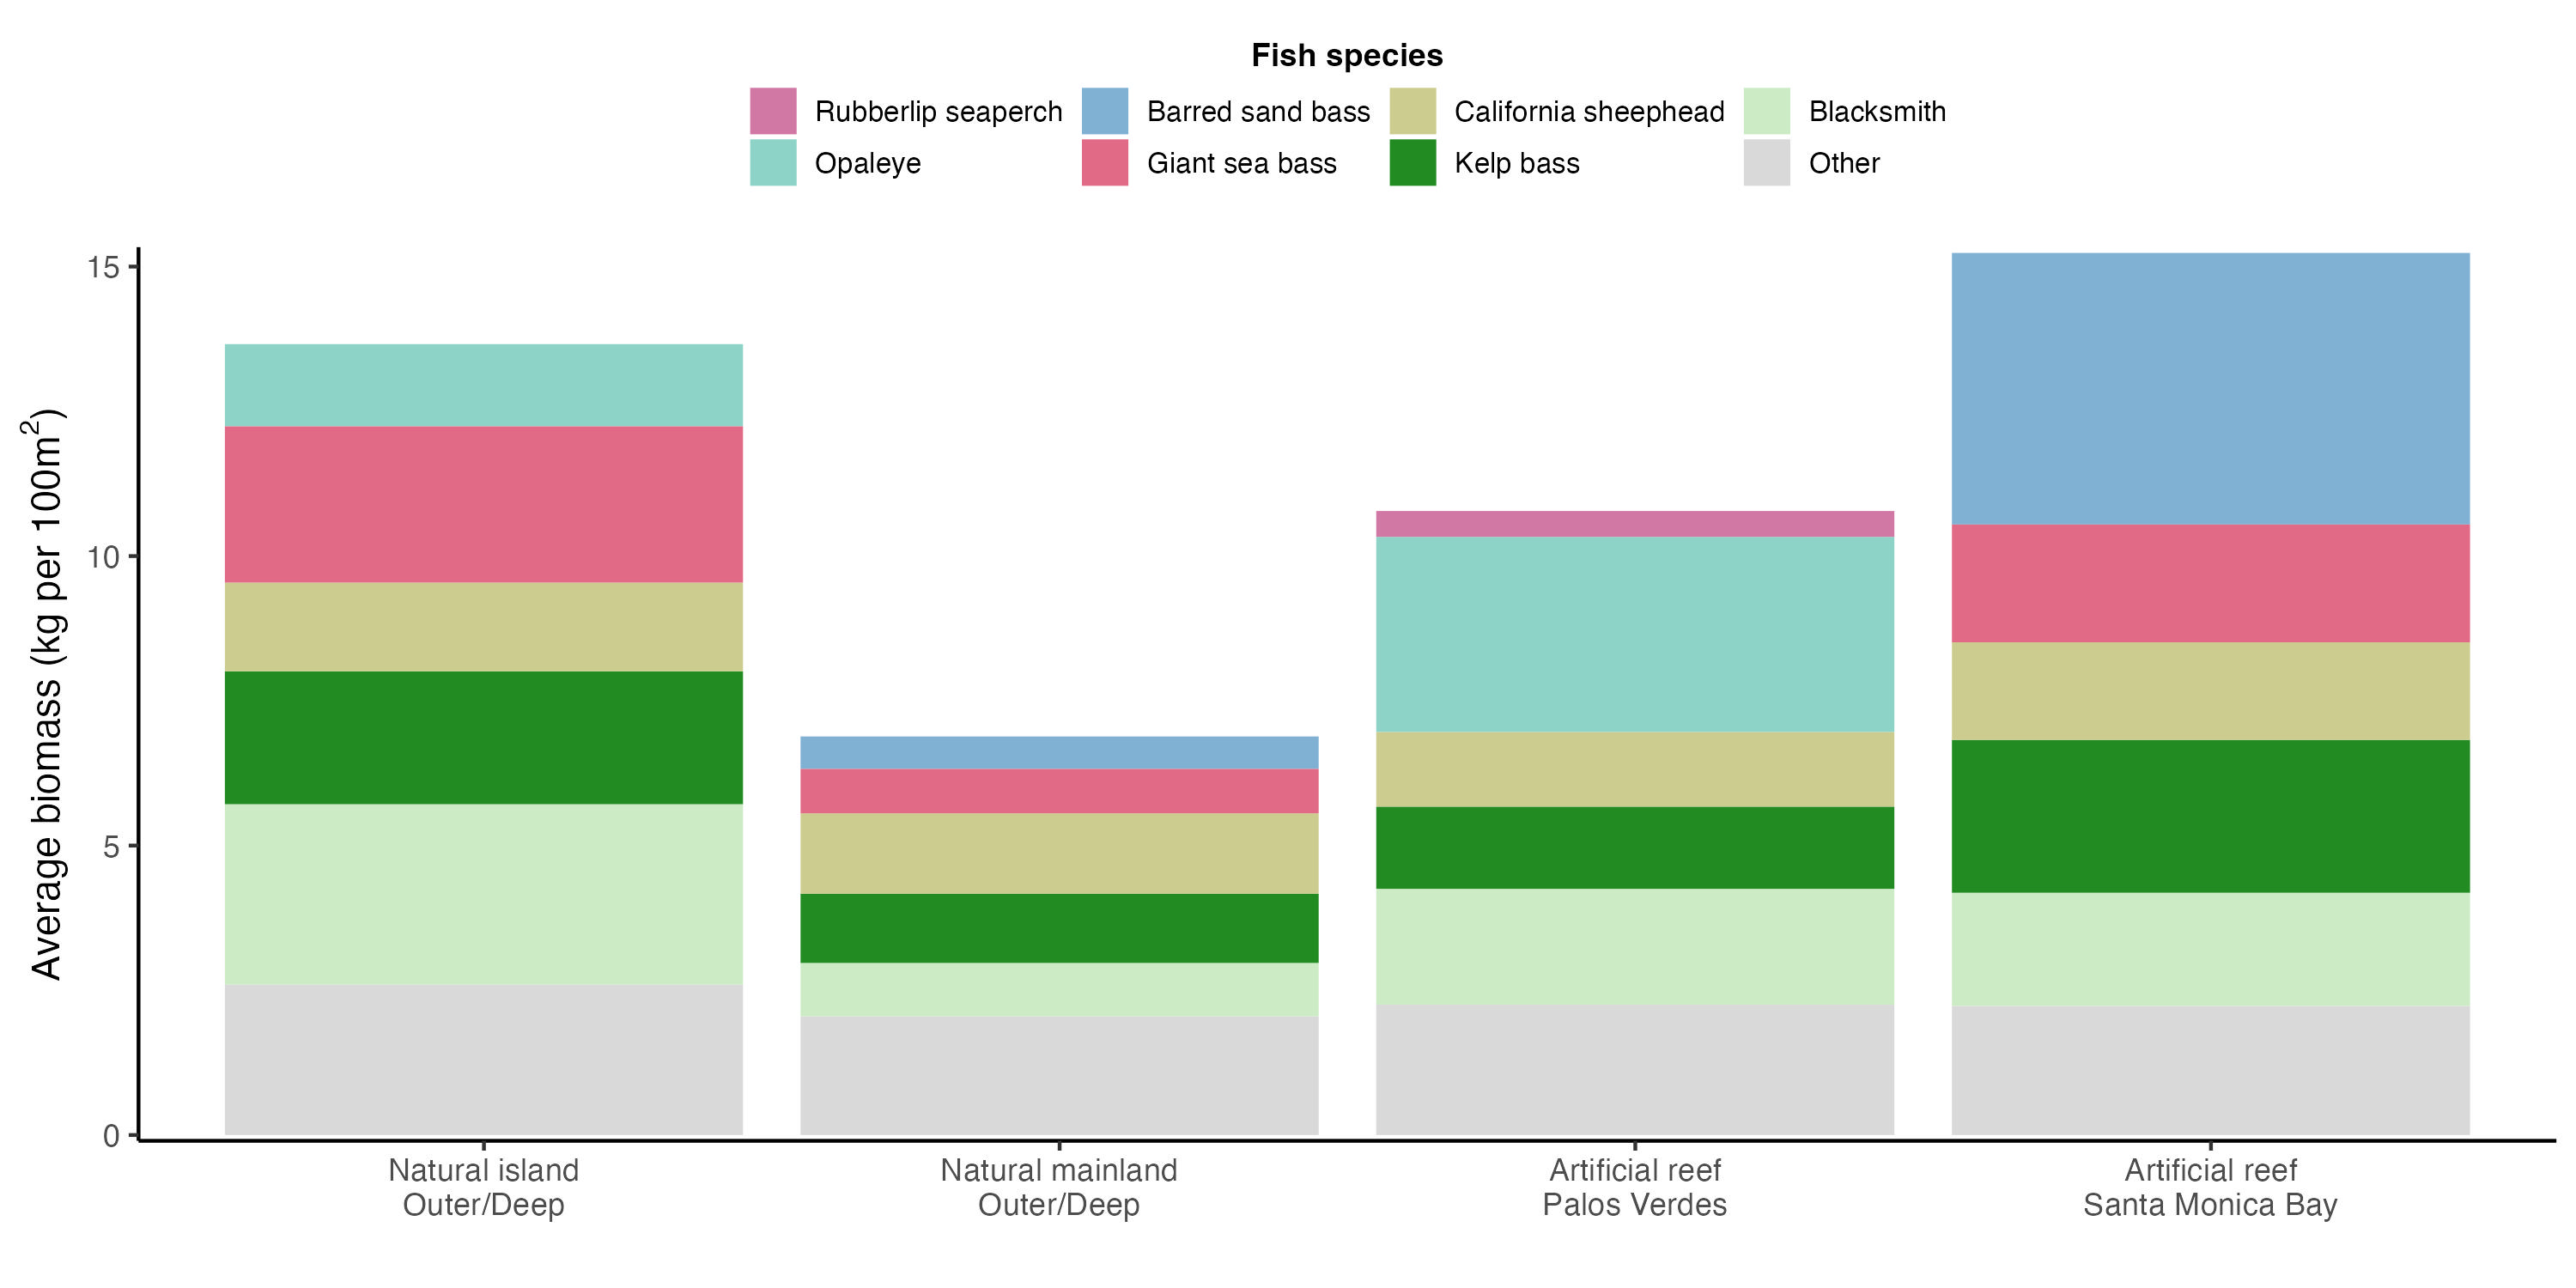 Fish species
Rubberlip seaperch Barred sand bass California sheephead Blacksmith
Opaleye Giant sea bass Kelp bass Other
Average biomass (kg per 100m²)
15
10
5
0
Natural island
Outer/Deep
Natural mainland
Outer/Deep
Artificial reef
Palos Verdes
Artificial reef
Santa Monica Bay